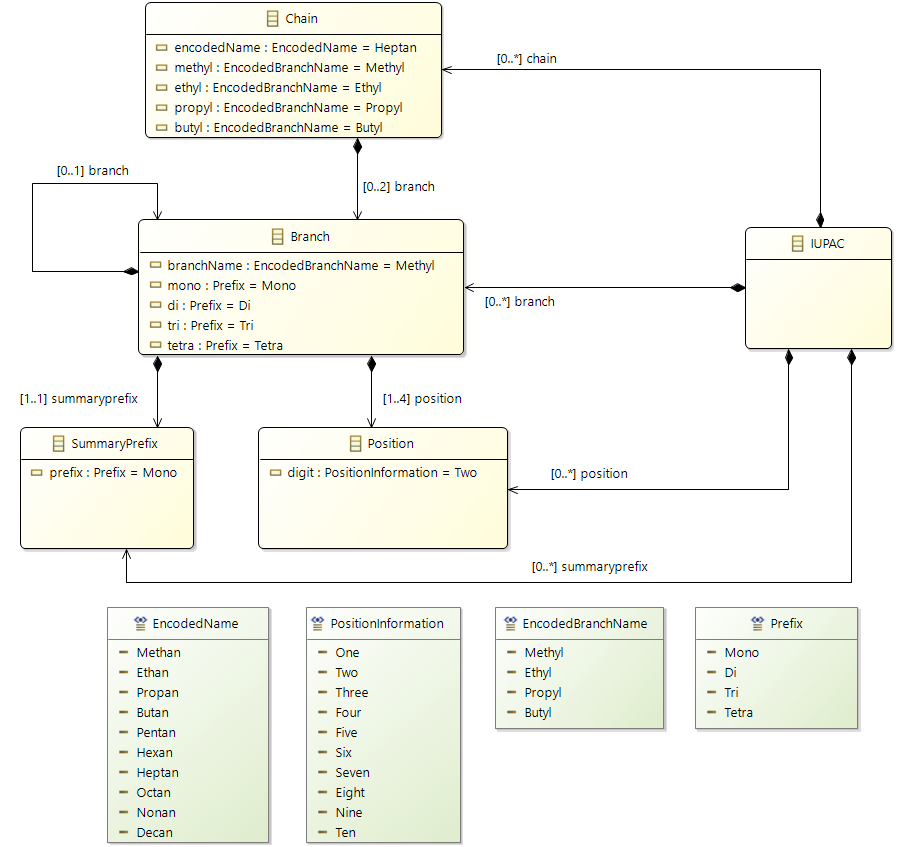 Chain
encodedName : EncodedName = Heptan
methyl : EncodedBranchName = Methyl
ethyl : EncodedBranchName = Ethyl
propyl : EncodedBranchName = Propyl
butyl : EncodedBranchName = Butyl
[0..*] chain
[0..1] branch
[0..2] branch
Branch
branchName : EncodedBranchName = Methyl
mono : Prefix = Mono
di : Prefix = Di
tri : Prefix = Tri
tetra : Prefix = Tetra
IUPAC
[0..*] branch
[1..1] summaryprefix
[1..4] position
SummaryPrefix
prefix : Prefix = Mono
Position
digit : PositionInformation = Two
[0..*] position
[0..*] summaryprefix
EncodedName
Methan
Ethan
Propan
Butan
Pentan
Hexan
Heptan
Octan
Nonan
Decan
PositionInformation
One
Two
Three
Four
Five
Six
Seven
Eight
Nine
Ten
EncodedBranchName
Methyl
Ethyl
Propyl
Butyl
Prefix
Mono
Di
Tri
Tetra